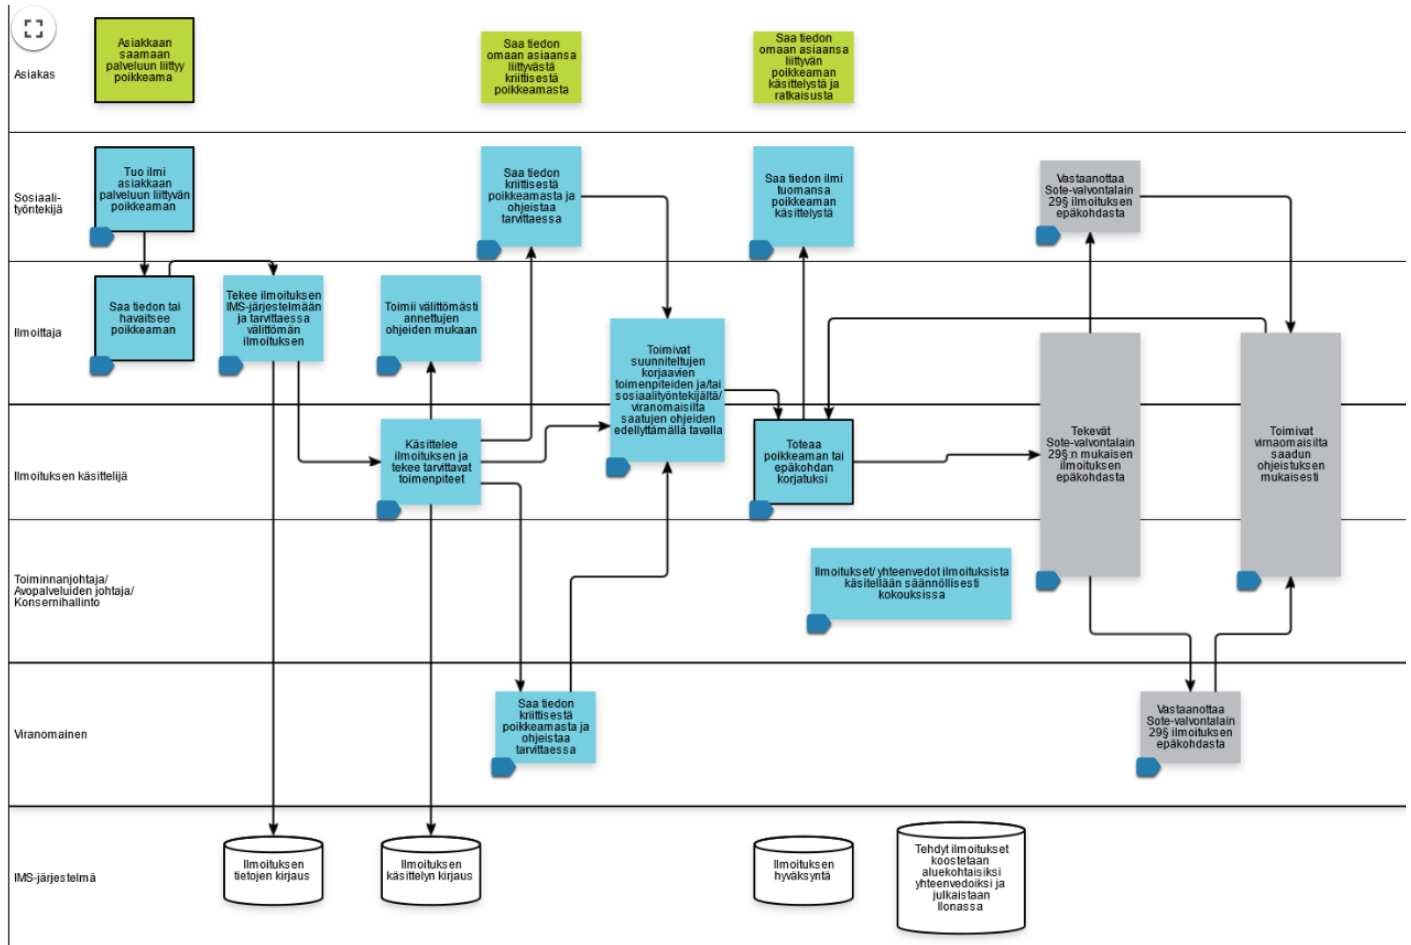 Asiakas
Asiakkaan
saamaan
palveluun liittyy
poikkeama
Saa tiedon
omaan asiaansa
liittyvästä
kriittisestä
poikkeamasta
Saa tiedon
omaan asiaansa
liittyvän
poikkeaman
käsittelystä ja
ratkaisusta
Sosiaali-
työntekijä
Tuo ilmi
asiakkaan
palveluun liittyvän
poikkeaman
Saa tiedon
kriittisestä
poikkeamasta ja
ohjeistaa
tarvittaessa
Saa tiedon ilmi
tuomansa
poikkeaman
käsittelystä
Vastaanottaa
Sote-valvontalain
29§ ilmoituksen
epäkohdasta
Ilmoittaja
Saa tiedon tai
havaitsee
poikkeaman
Tekee ilmoituksen
IMS-järjestelmään
ja tarvittaessa
välittömän
ilmoituksen
Toimii välittömästi
annettujen
ohjeiden mukaan
Toimivat
suunniteltujen
korjaavien
toimenpiteiden ja/tai
sosiaalityöntekijältä/
viranomaisilta
saatujen ohjeiden
edellyttämällä tavalla
Ilmoituksen käsittelijä
Käsittelee
ilmoituksen ja
tekee tarvittavat
toimenpiteet
Toteaa
poikkeaman tai
epäkohdan
korjatuksi
Tekevät
Sote-valvontalain
29§:n mukaisen
ilmoituksen
epäkohdasta
Toimivat
virnaomaisilta
saadun
ohjeistuksen
mukaisesti
Toiminnanjohtaja/
Avopalveluiden johtaja/
Konsernihallinto
Ilmoitukset/ yhteenvedot ilmoituksista
käsitellään säännöllisesti
kokouksissa
Viranomainen
Saa tiedon
kriittisestä
poikkeamasta ja
ohjeistaa
tarvittaessa
Vastaanottaa
Sote-valvontalain
29§ ilmoituksen
epäkohdasta
IMS-järjestelmä
Ilmoituksen
tietojen kirjaus
Ilmoituksen
käsittelyn kirjaus
Ilmoituksen
hyväksyntä
Tehdyt ilmoitukset
koostetaan
aluekohtaisiksi
yhteenvedoiksi ja
julkaistaan
Ilonassa